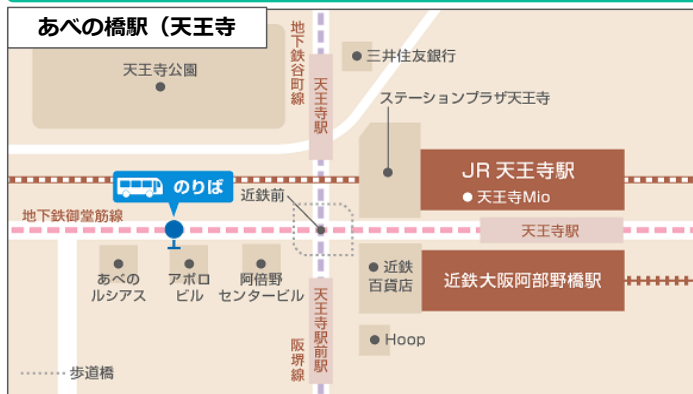 あべの橋駅（天王寺
天王寺公園
地下鉄谷町線
天王寺駅
三井住友銀行
ステーションプラザ天王寺
JR 天王寺駅
天王寺Mio
のりば
近鉄前
地下鉄御堂筋線
天王寺駅
あべの
ルシアス
アポロ
ビル
阿倍野
センタービル
近鉄
百貨店
近鉄大阪阿部野橋駅
天王寺駅前駅
阪堺線
Hoop
歩道橋